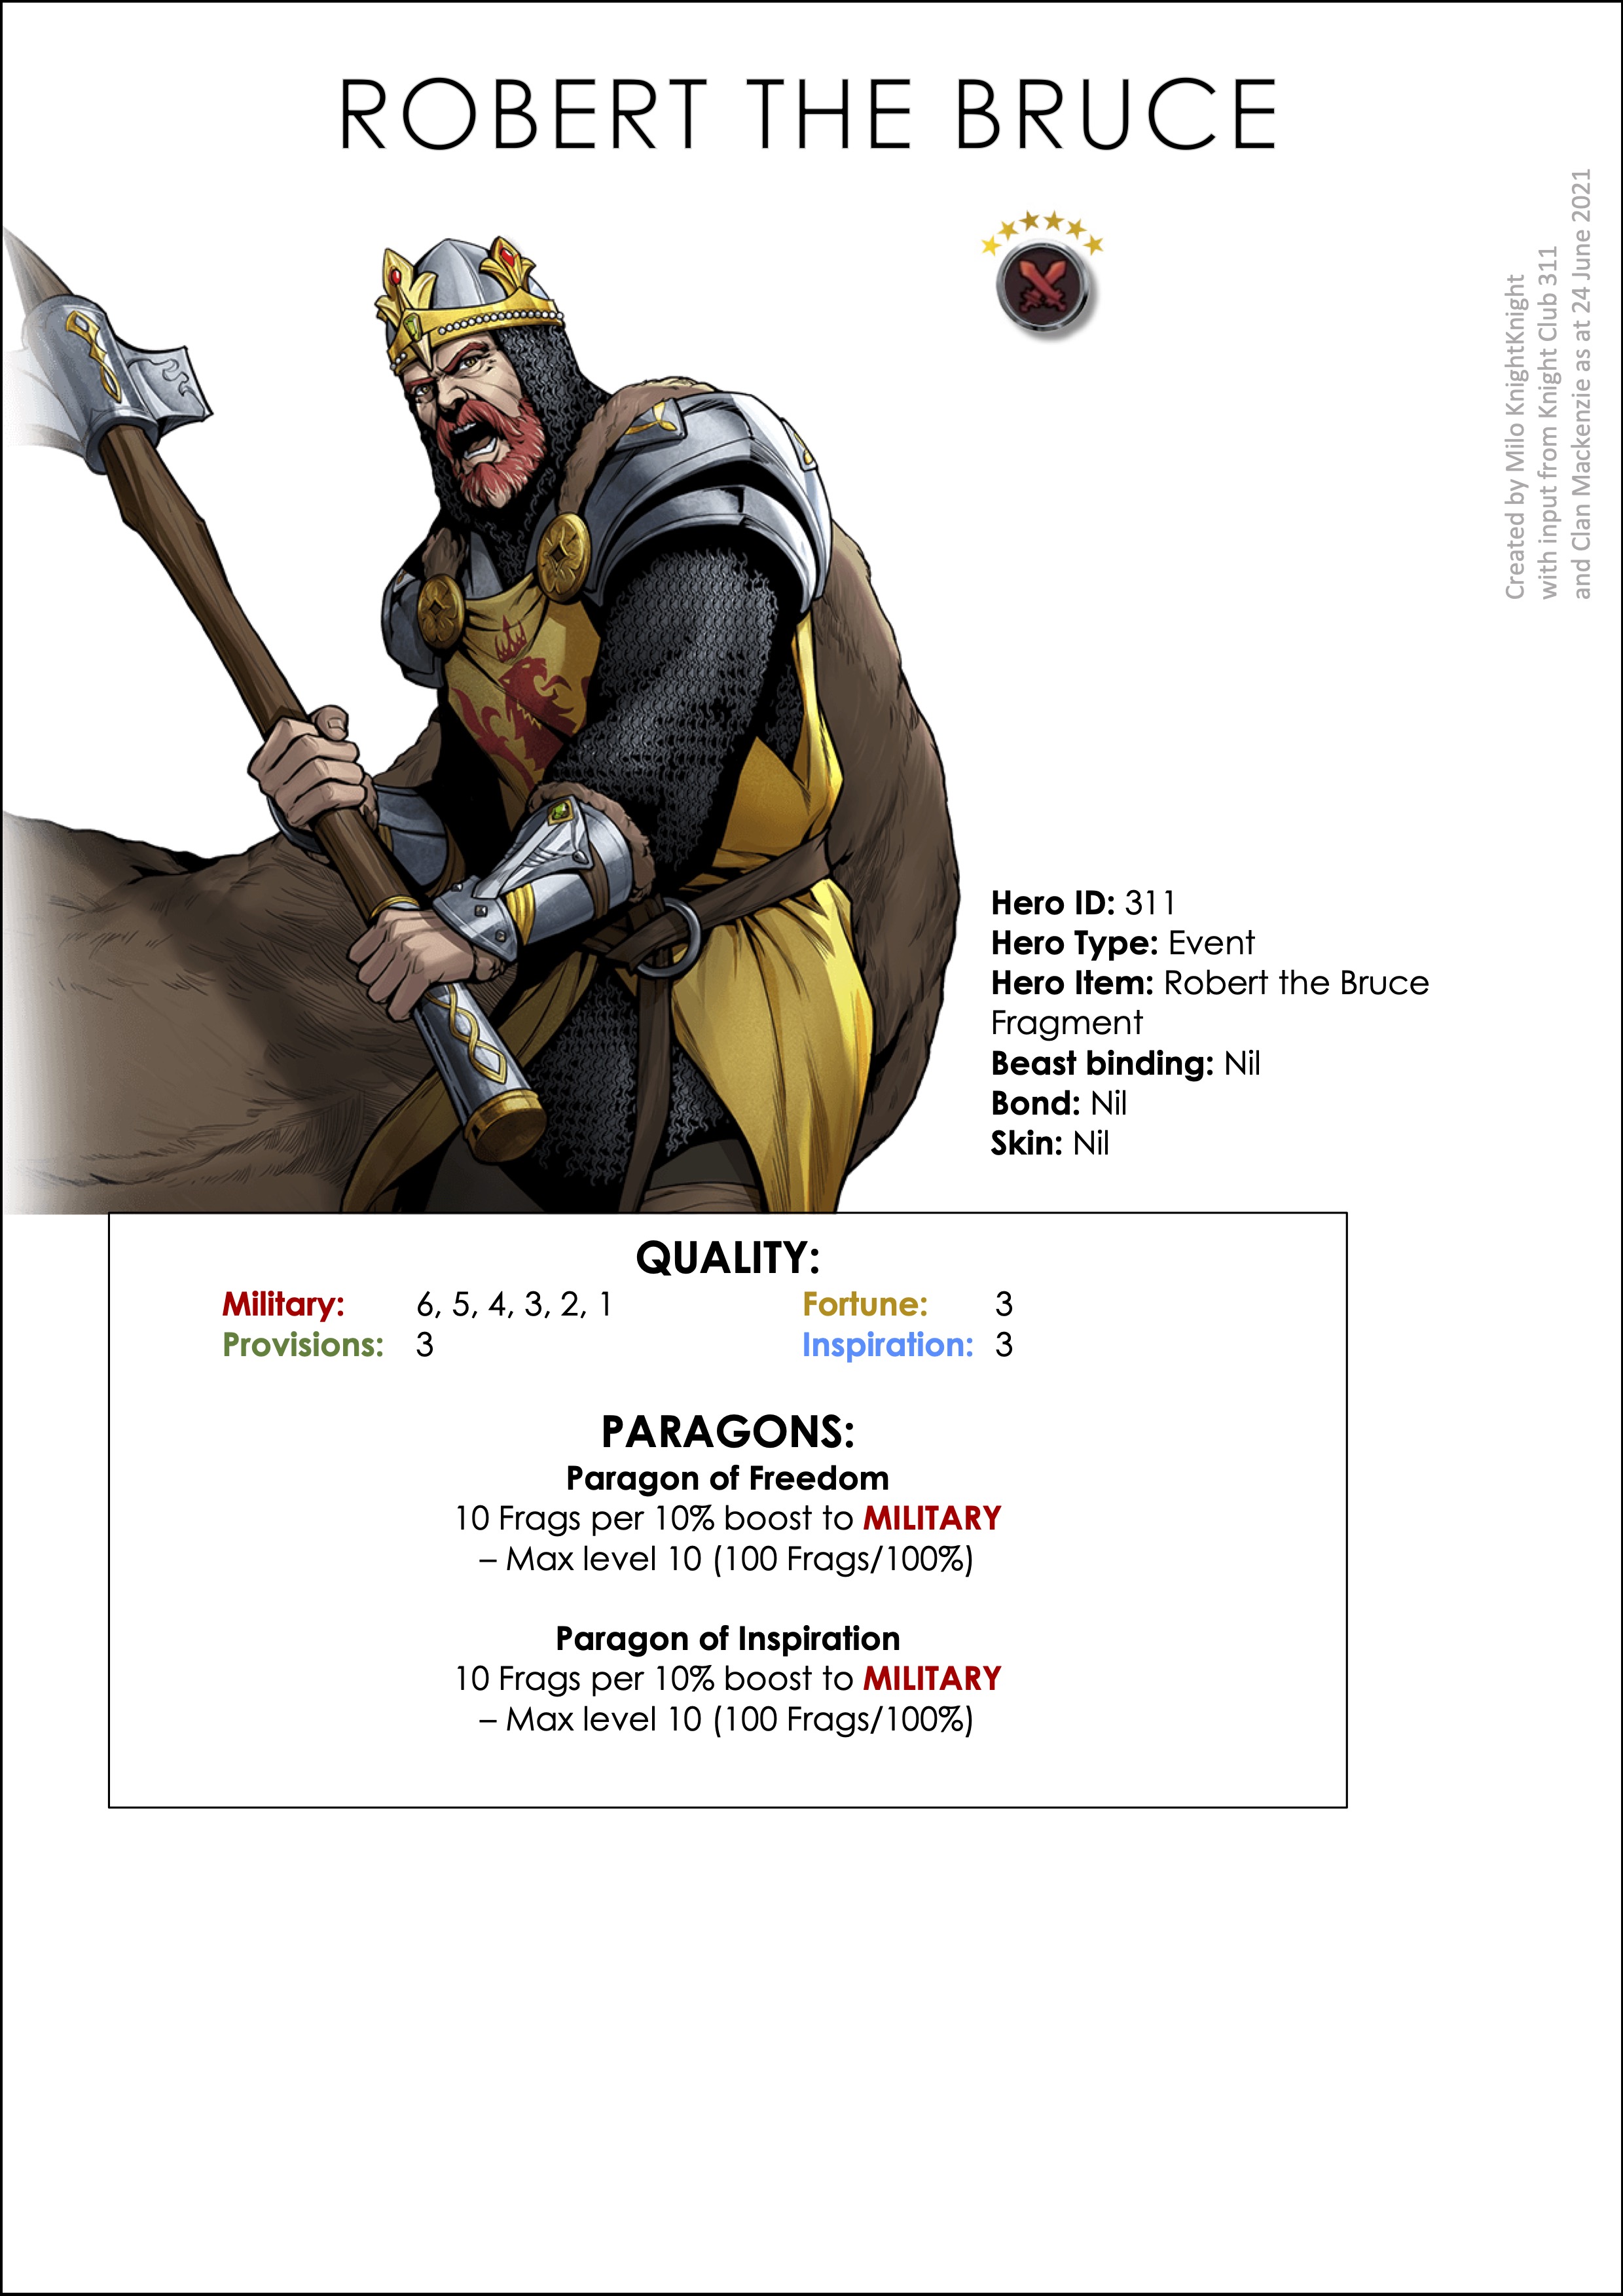 ROBERT THE BRUCE
Created by Milo KnightKnight
with input from Knight Club 311
and Clan Mackenzie as at 24 June 2021
Hero ID: 311
Hero Type: Event
Hero Item: Robert the Bruce
Fragment
Beast binding: Nil
Bond: Nil
Skin: Nil
QUALITY:
Military: 6, 5, 4, 3, 2, 1 Fortune: 3
Provisions: 3 Inspiration: 3
PARAGONS:
Paragon of Freedom
10 Frags per 10% boost to MILITARY
– Max level 10 (100 Frags/100%)
Paragon of Inspiration
10 Frags per 10% boost to MILITARY
– Max level 10 (100 Frags/100%)